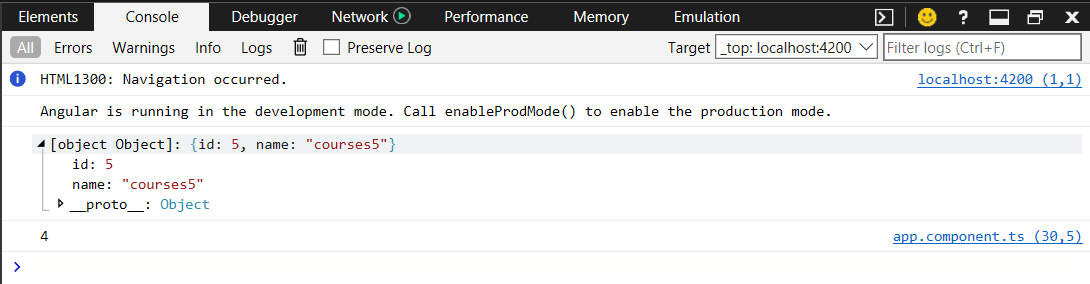 Elements Console Debugger Network Performance Memory Emulation ?
All Errors Warnings Info Logs Preserve Log Target _top: localhost:4200 Filter logs (Ctrl+F)
HTML1300: Navigation occurred. localhost:4200 (1,1)
Angular is running in the development mode. Call enableProdMode() to enable the production mode.
[object Object]: {id: 5, name: "courses5"}
id: 5
name: "courses5"
__proto__: Object
4 app.component.ts (30,5)